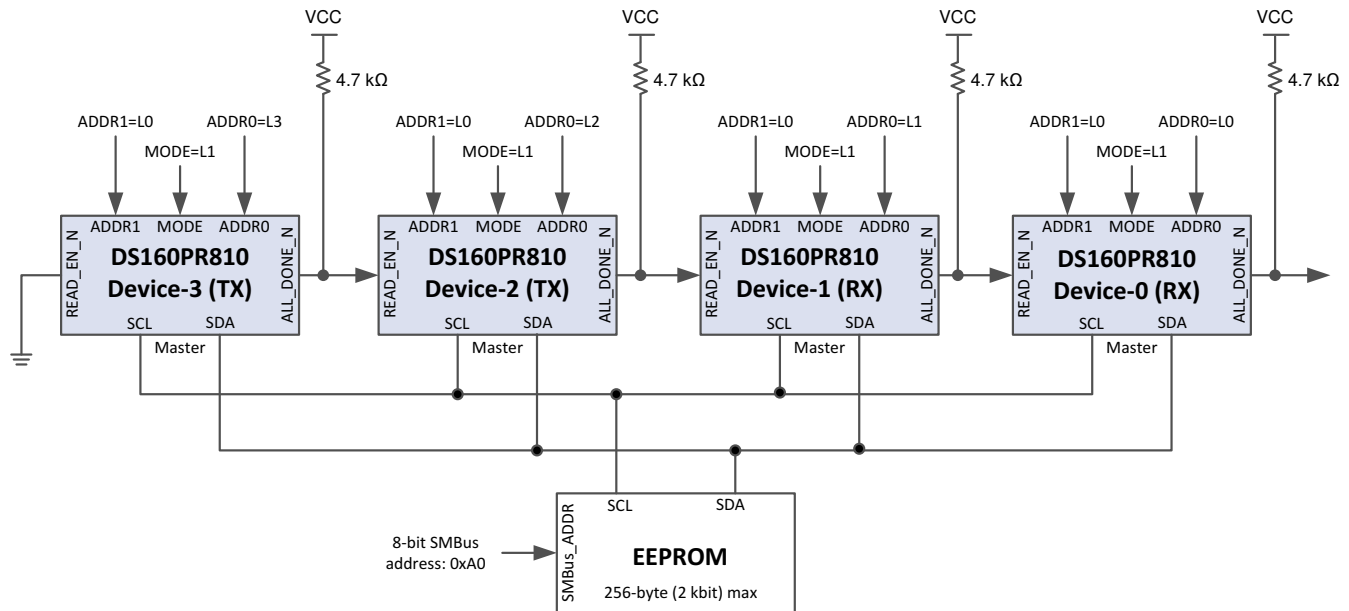 VCC VCC VCC VCC
4.7 kΩ 4.7 kΩ 4.7 kΩ 4.7 kΩ
ADDR1=L0 ADDR0=L3 ADDR1=L0 ADDR0=L2 ADDR1=L0 ADDR0=L1 ADDR1=L0 ADDR0=L0
MODE=L1 MODE=L1 MODE=L1 MODE=L1
ADDR1 MODE ADDR0 ADDR1 MODE ADDR0 ADDR1 MODE ADDR0 ADDR1 MODE ADDR0
READ_EN_N ALL_DONE_N READ_EN_N ALL_DONE_N READ_EN_N ALL_DONE_N READ_EN_N ALL_DONE_N
DS160PR810 DS160PR810 DS160PR810 DS160PR810
Device-3 (TX) Device-2 (TX) Device-1 (RX) Device-0 (RX)
SCL SDA SCL SDA SCL SDA SCL SDA
Master Master Master Master
SCL SDA
SMBus_ADDR
8-bit SMBus
address: 0xA0
EEPROM
256-byte (2 kbit) max